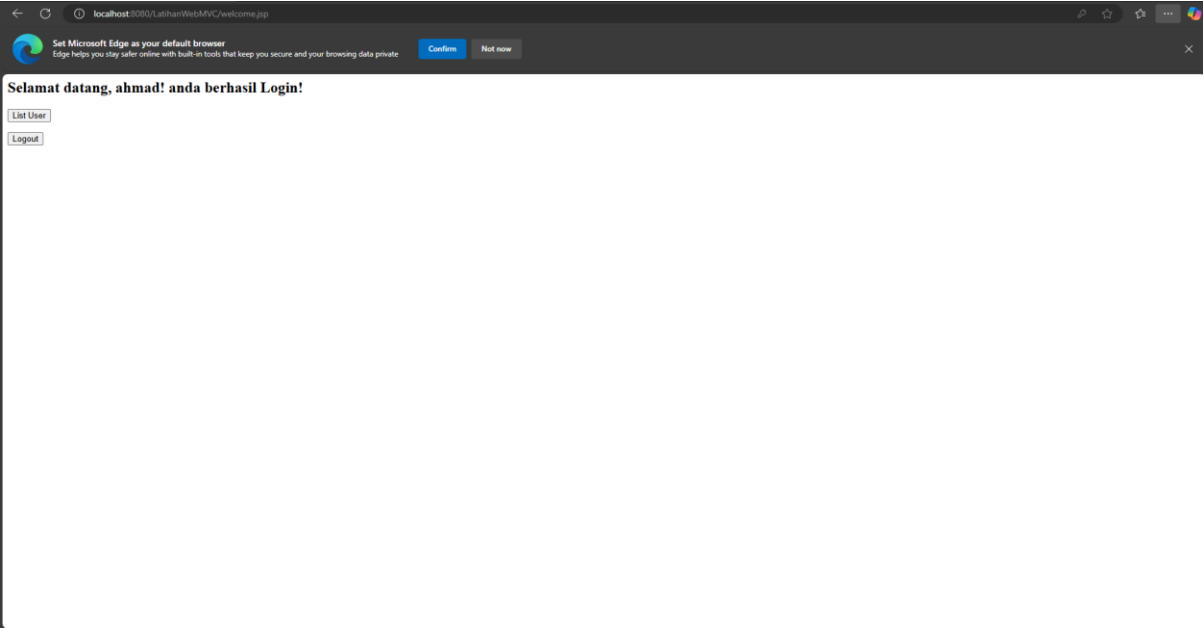 localhost:8080/LatihanWebMVC/welcome.jsp
Set Microsoft Edge as your default browser
Edge helps you stay safer online with built-in tools that keep you secure and your browsing data private
Confirm
Not now
Selamat datang, ahmad! anda berhasil Login!
List User
Logout